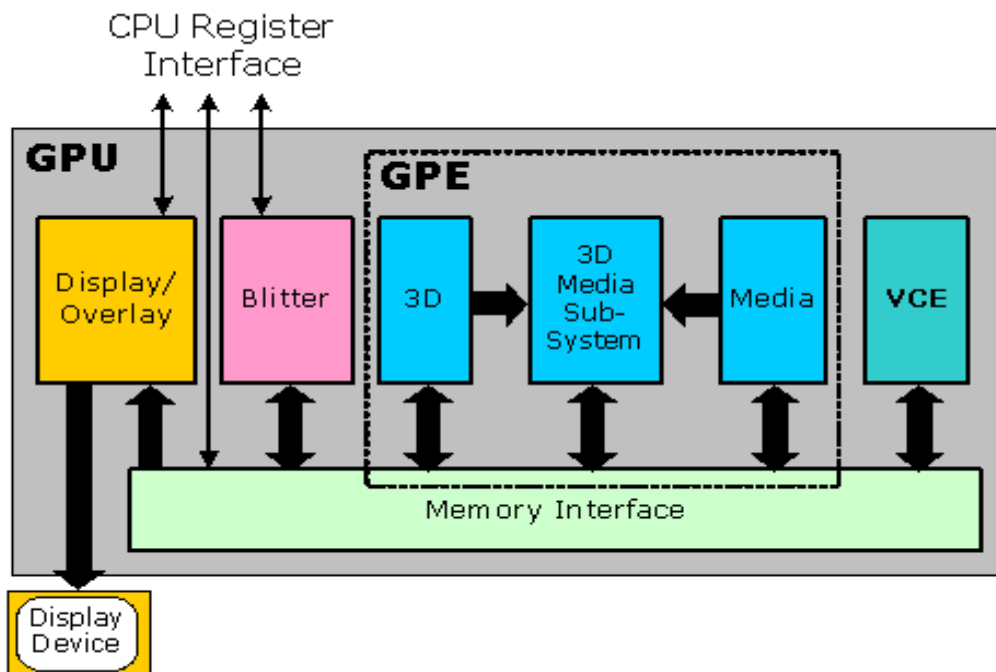 CPU Register
Interface
GPU
GPE
Display/
Overlay
Blitter
3D
3D
Media
Sub-
System
Media
VCE
Memory Interface
Display
Device